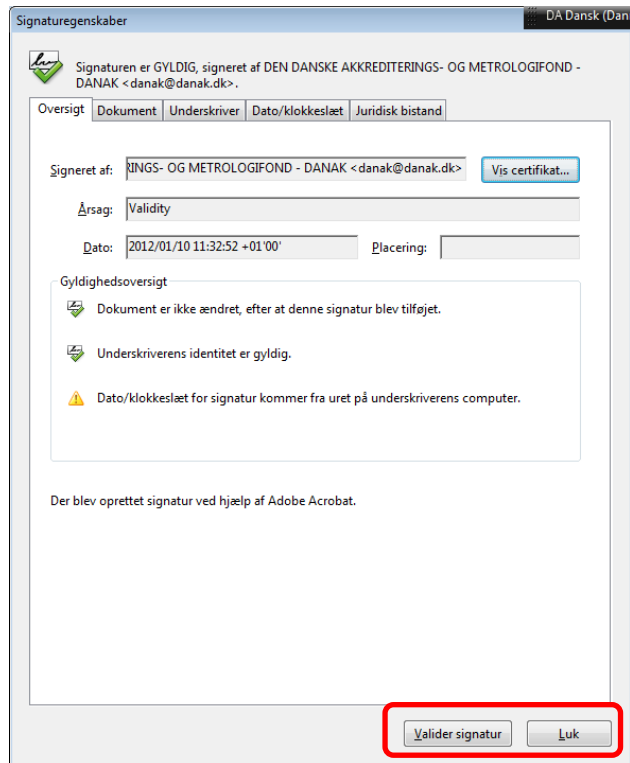 Signaturegenskaber
DA Dansk (Dan
Signaturen er GYLDIG, signeret af DEN DANSKE AKKREDITERINGS- OG METROLOGIFOND -
DANAK <danak@danak.dk>.
Oversigt Dokument Underskriver Dato/klokkeslæt Juridisk bistand
Signeret af: RINGS- OG METROLOGIFOND - DANAK <danak@danak.dk> Vis certifikat...
Årsag: Validity
Dato: 2012/01/10 11:32:52 +01'00' Placering:
Gyldighedsoversigt
Dokument er ikke ændret, efter at denne signatur blev tilføjet.
Underskriverens identitet er gyldig.
Dato/klokkeslæt for signatur kommer fra uret på underskriverens computer.
Der blev oprettet signatur ved hjælp af Adobe Acrobat.
Valider signatur Luk